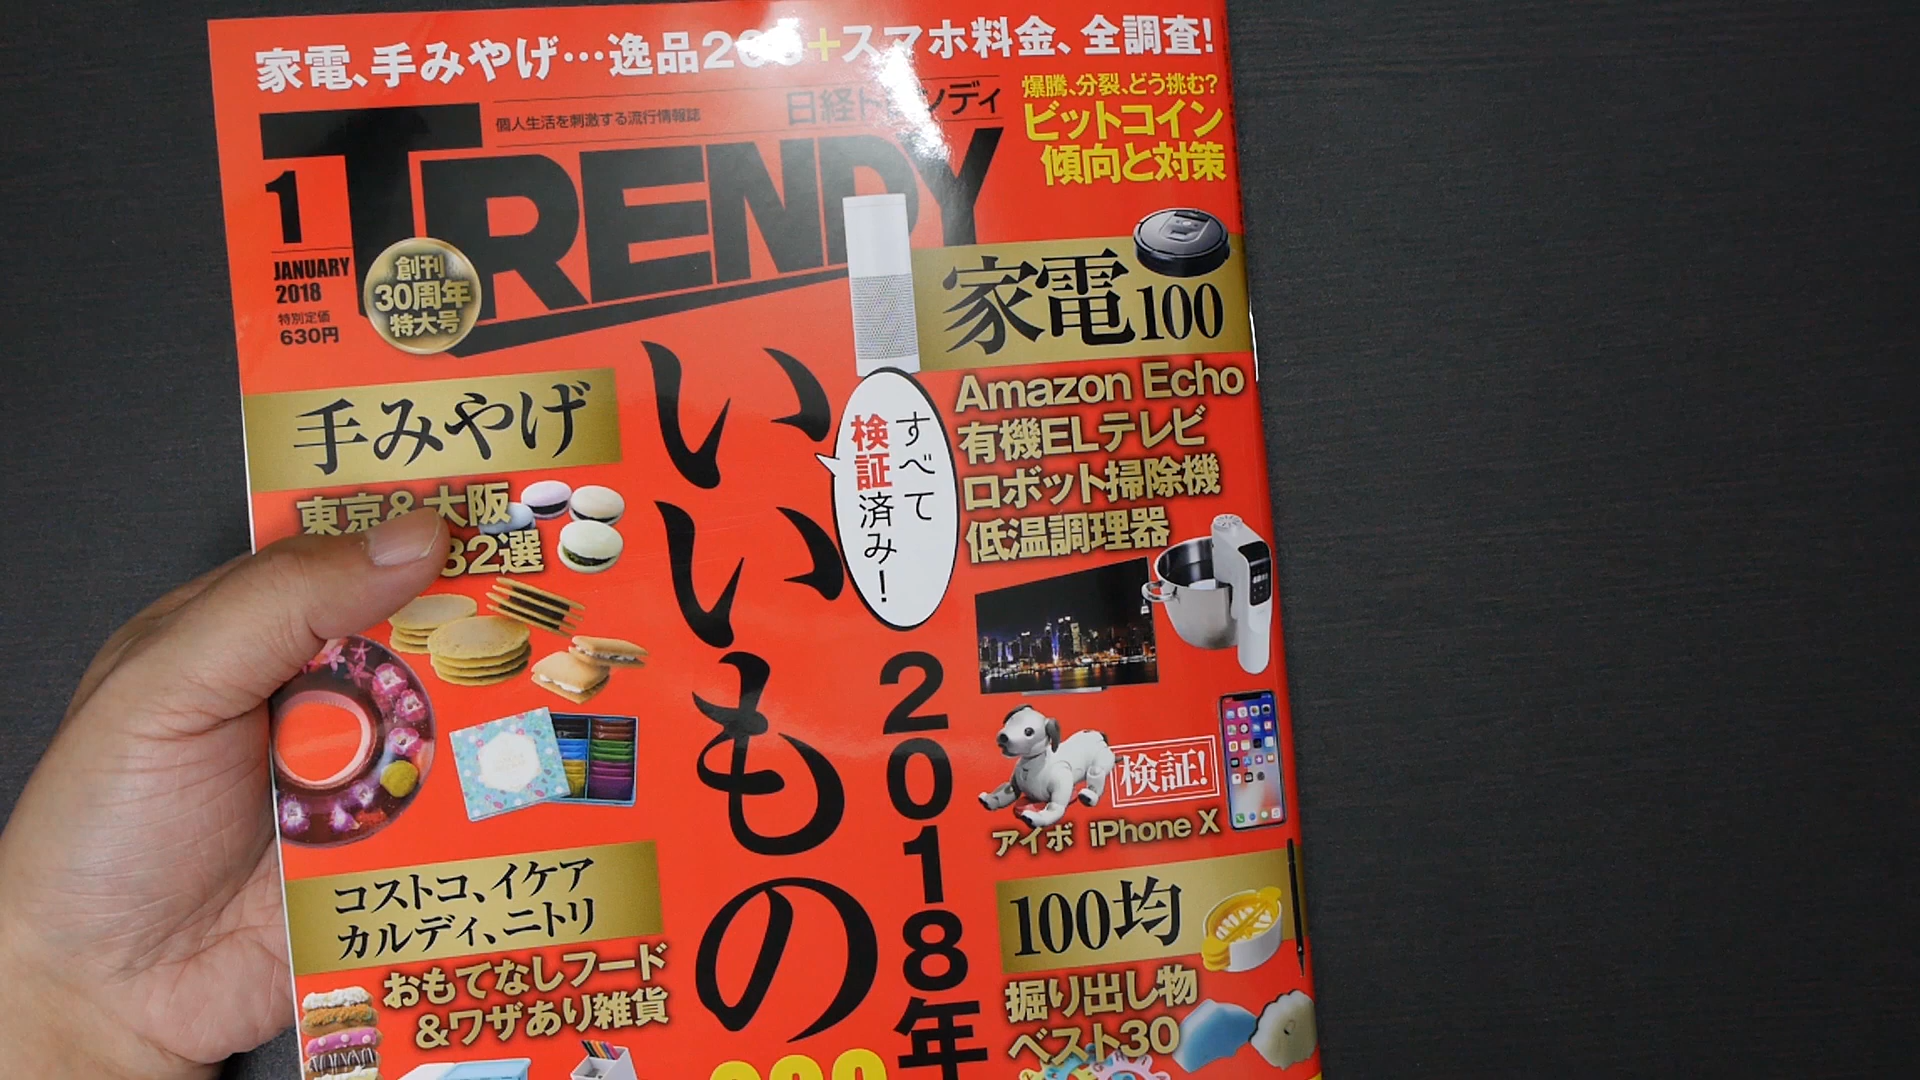 家電、手みやげ…逸品2 +スマホ料金、全調査!
個人生活を刺激する流行情報誌
日経トレンディ
TRENDY
爆騰、分裂、どう挑む?
ビットコイン
傾向と対策
1
JANUARY
2018
特別定価
630円
創刊
30周年
特大号
家電100
Amazon Echo
有機ELテレビ
ロボット掃除機
低温調理器
すべて
検証済み!
いいもの
2018年
手みやげ
東京&大阪
32選
検証!
アイボ iPhone X
コストコ、イケア
カルディ、ニトリ
おもてなしフード
&ワザあり雑貨
100均
掘り出し物
ベスト30